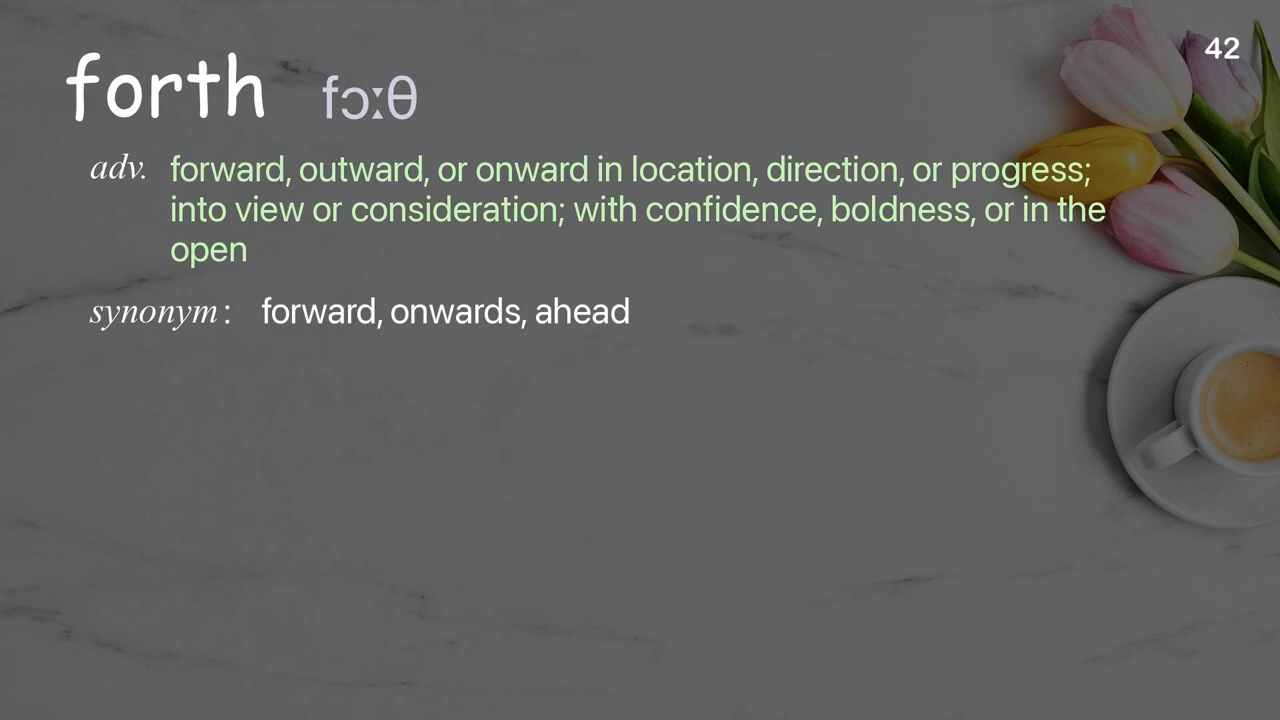 42
forth fɔːθ
adv. forward, outward, or onward in location, direction, or progress;
into view or consideration; with confidence, boldness, or in the
open
synonym: forward, onwards, ahead